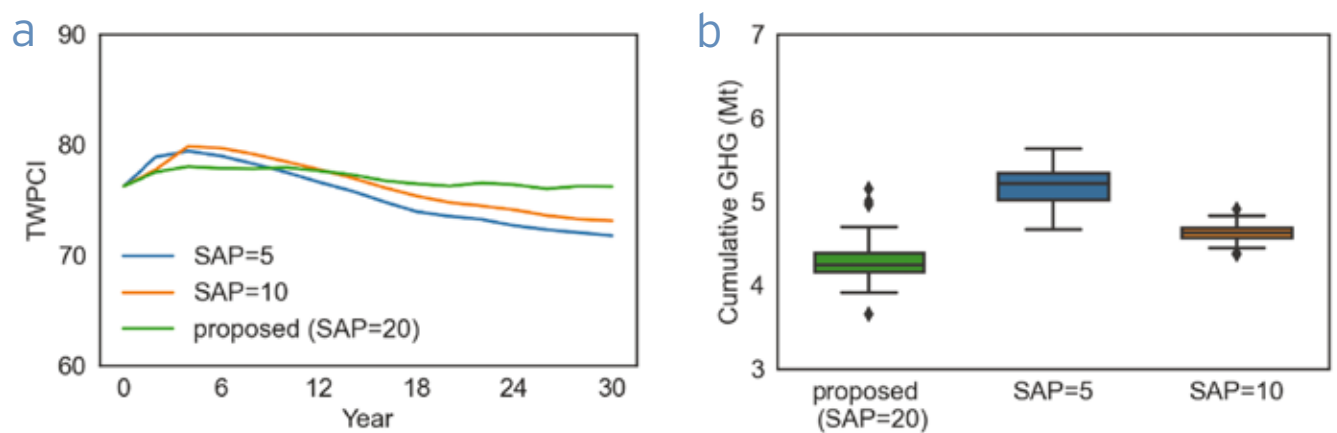 a
90
80
70
60
TWPCI
SAP=5
SAP=10
proposed (SAP=20)
0 6 12 18 24 30
Year
b
7
6
5
4
3
Cumulative GHG (Mt)
proposed SAP=5 SAP=10
(SAP=20)